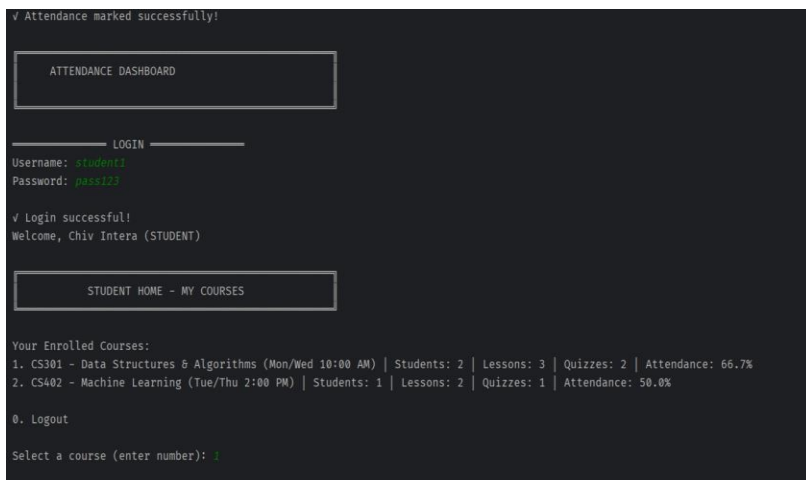 √ Attendance marked successfully!
ATTENDANCE DASHBOARD
LOGIN
Username: student1
Password: pass123
√ Login successful!
Welcome, Chiv Intera (STUDENT)
STUDENT HOME - MY COURSES
Your Enrolled Courses:
1. CS301 - Data Structures & Algorithms (Mon/Wed 10:00 AM) | Students: 2 | Lessons: 3 | Quizzes: 2 | Attendance: 66.7%
2. CS402 - Machine Learning (Tue/Thu 2:00 PM) | Students: 1 | Lessons: 2 | Quizzes: 1 | Attendance: 50.0%
0. Logout
Select a course (enter number): 1